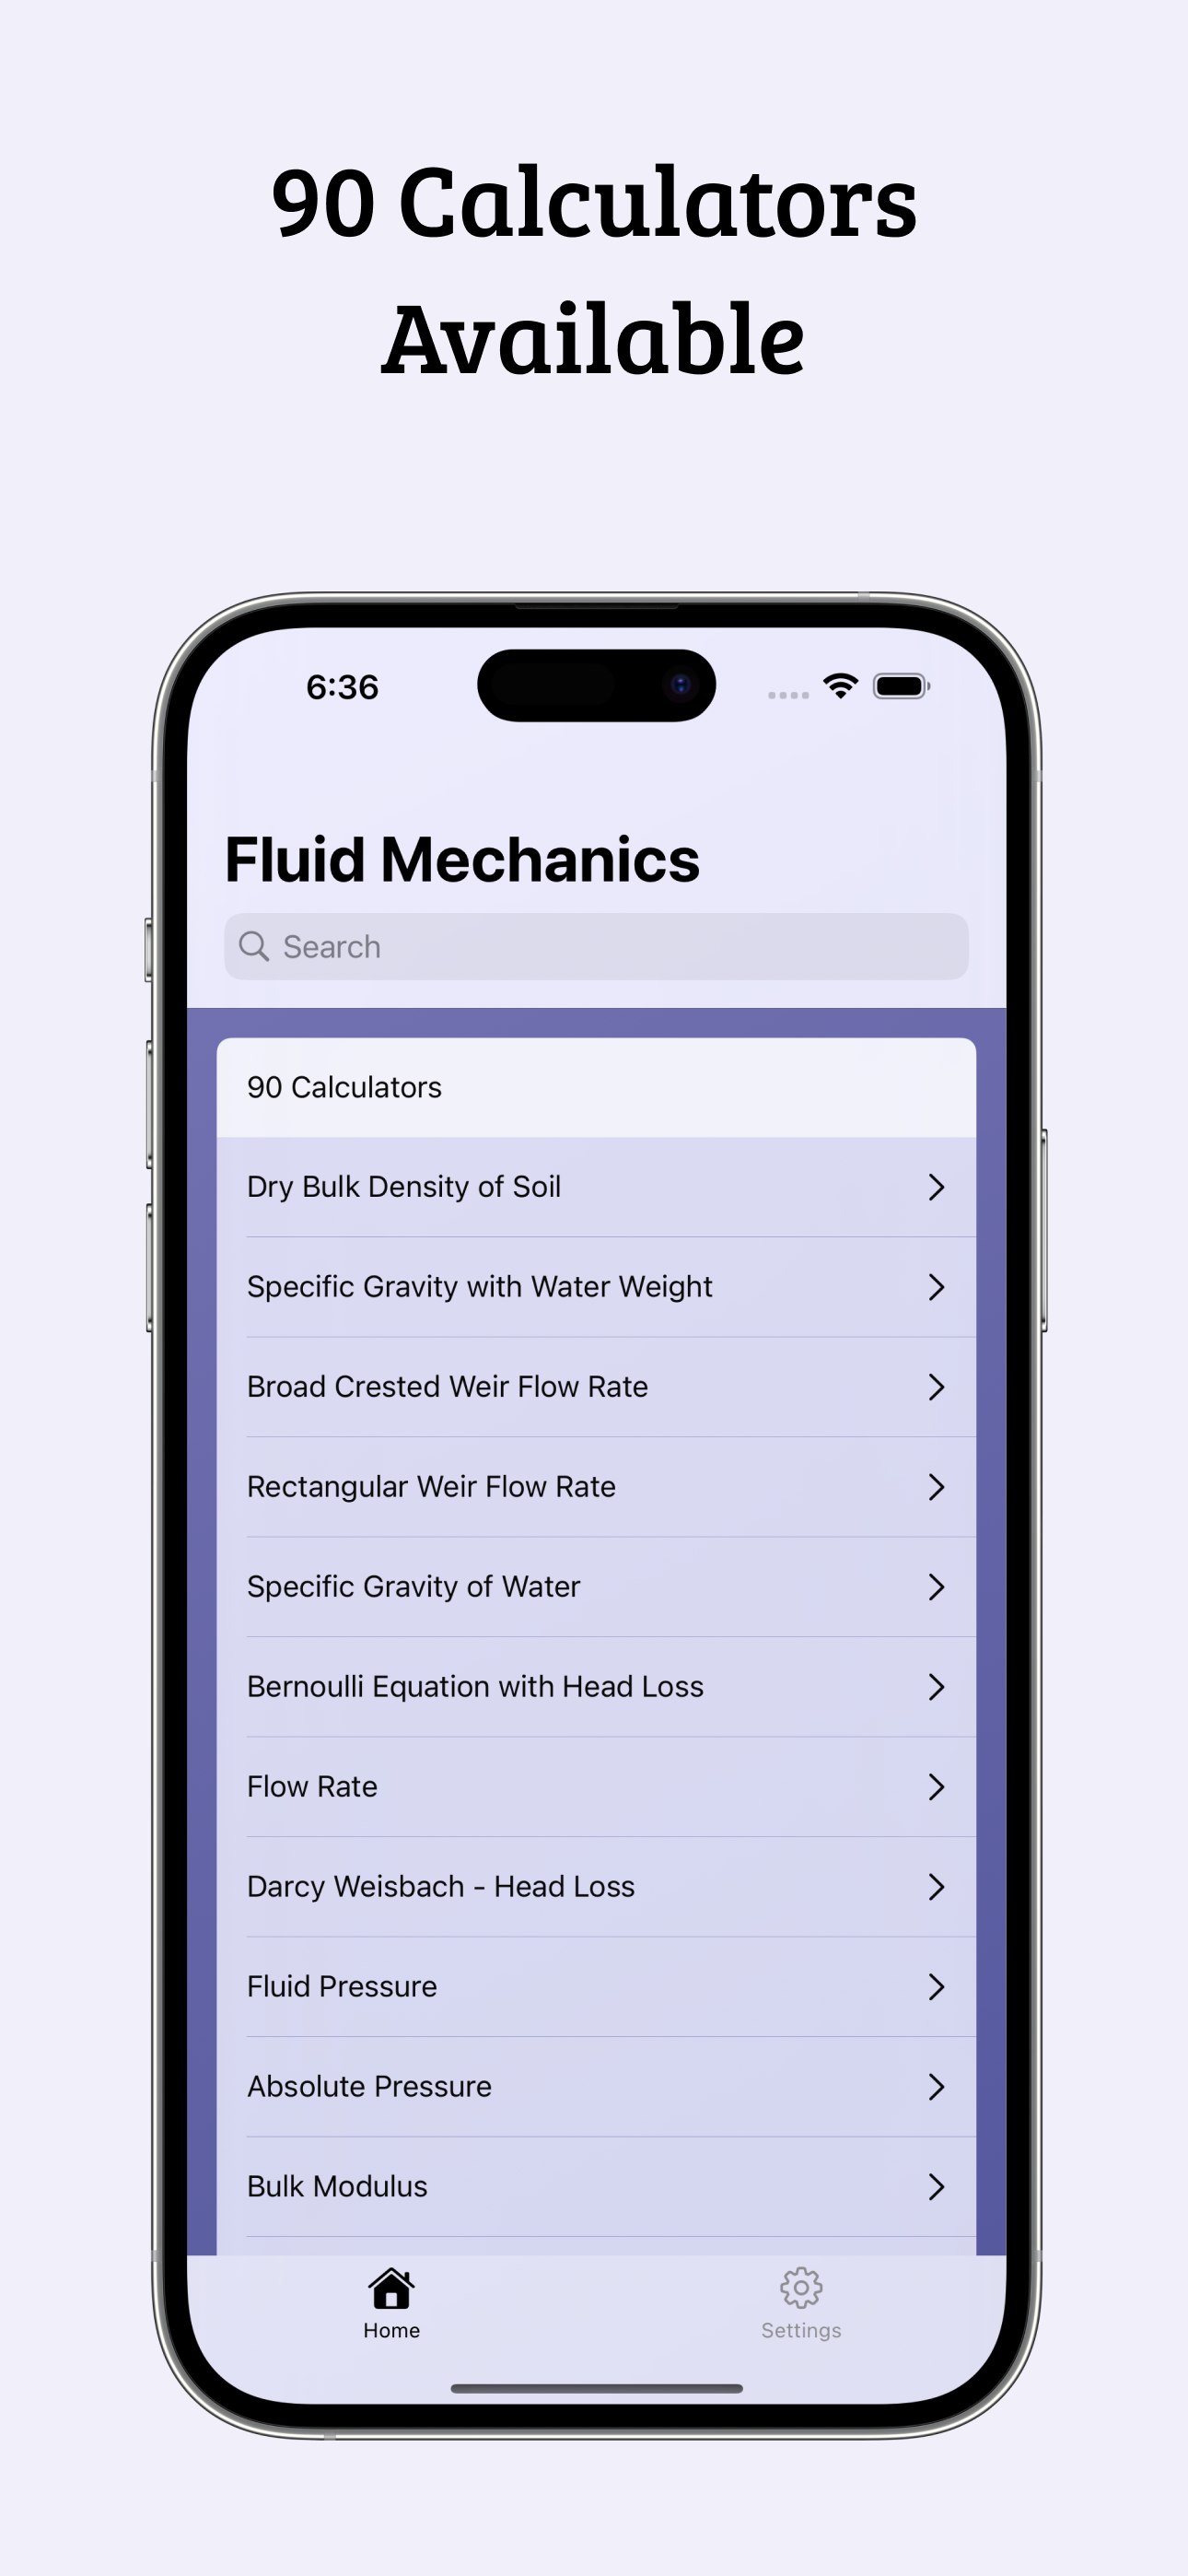 90 Calculators
Available
6:36
Fluid Mechanics
Search
90 Calculators
Dry Bulk Density of Soil
Specific Gravity with Water Weight
Broad Crested Weir Flow Rate
Rectangular Weir Flow Rate
Specific Gravity of Water
Bernoulli Equation with Head Loss
Flow Rate
Darcy Weisbach - Head Loss
Fluid Pressure
Absolute Pressure
Bulk Modulus
Home
Settings